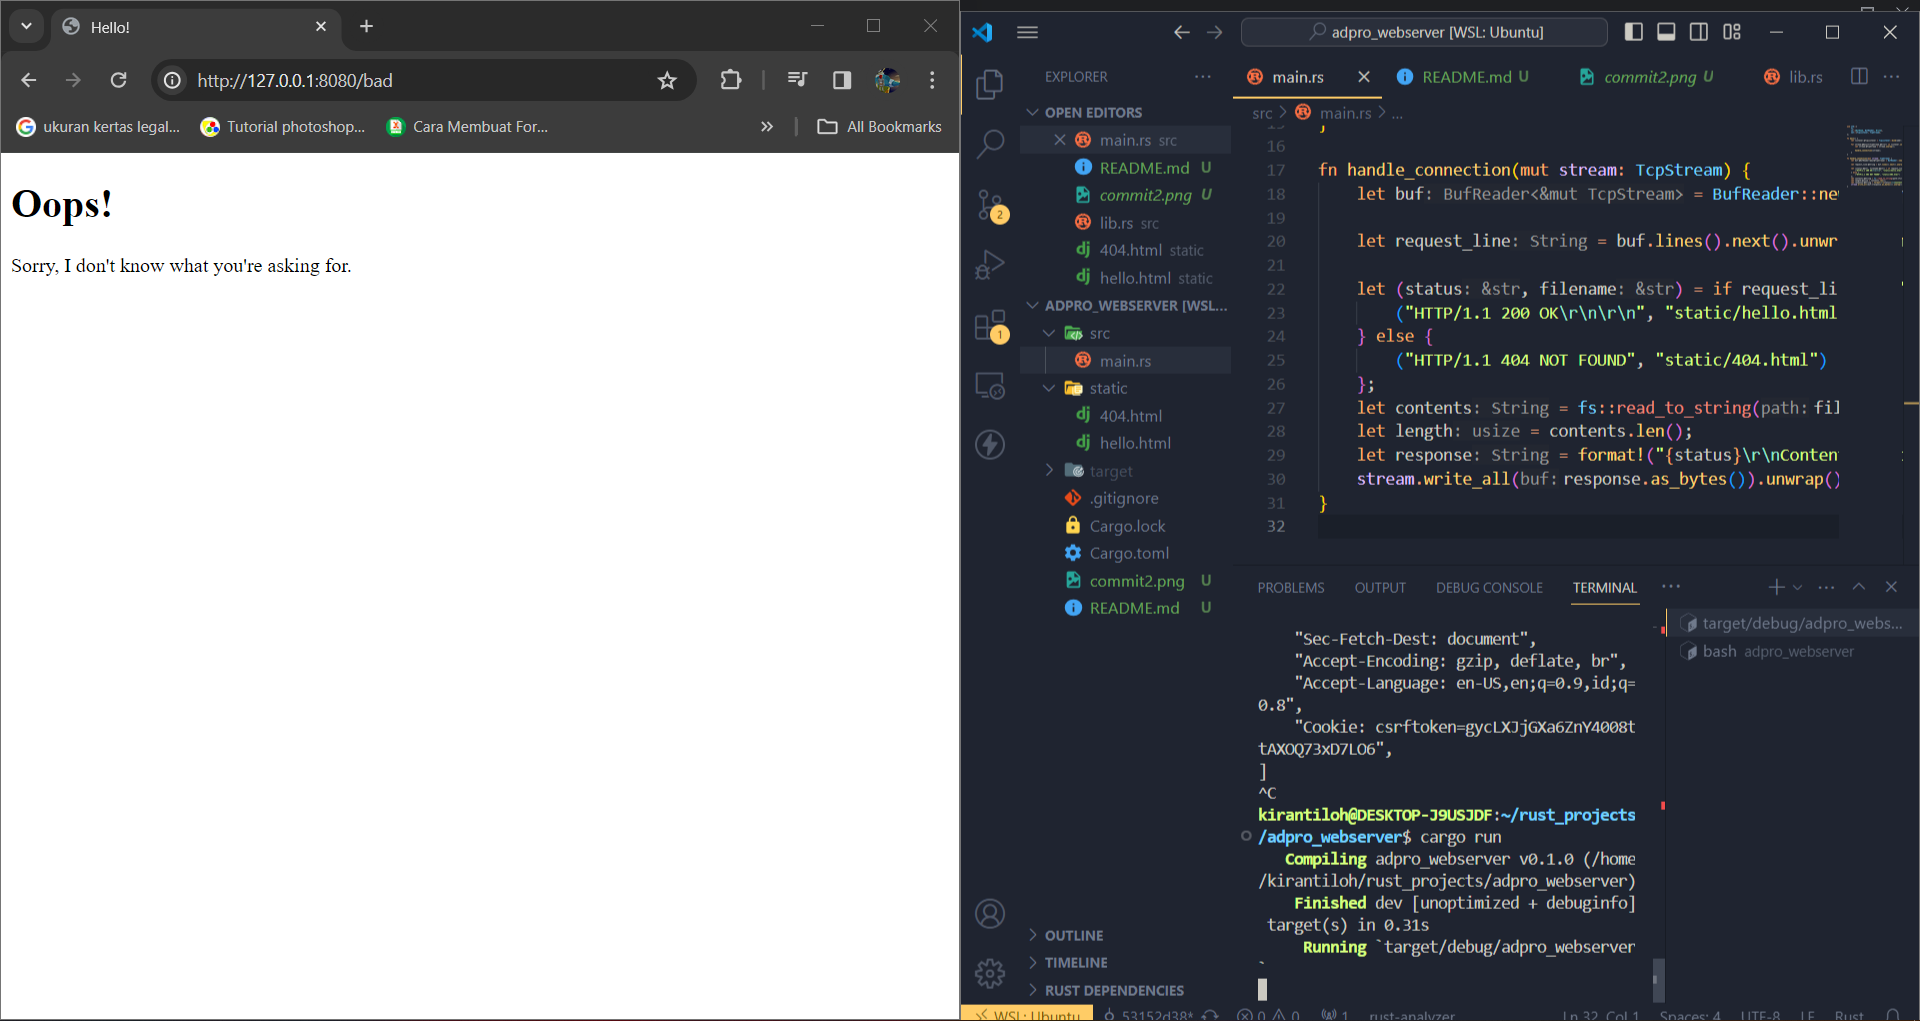 Hello!
http://127.0.0.1:8080/bad
ukuran kertas legal...
Tutorial photoshop...
Cara Membuat For...
All Bookmarks
Oops!
Sorry, I don't know what you're asking for.
adpro_webserver [WSL: Ubuntu]
EXPLORER
OPEN EDITORS
main.rs src
README.md U
commit2.png U
lib.rs src
404.html static
hello.html static
ADPRO_WEBSERVER [WSL...
src
main.rs
static
404.html
hello.html
target
.gitignore
Cargo.lock
Cargo.toml
commit2.png U
README.md U
OUTLINE
TIMELINE
RUST DEPENDENCIES
2
1
main.rs
README.md U
commit2.png U
lib.rs
src > main.rs > ...
15 }
16
17 fn handle_connection(mut stream: TcpStream) {
18 let buf: BufReader<&mut TcpStream> = BufReader::new
19
20 let request_line: String = buf.lines().next().unwr
21
22 let (status: &str, filename: &str) = if request_li
23 ("HTTP/1.1 200 OK\r\n\r\n", "static/hello.html
24 } else {
25 ("HTTP/1.1 404 NOT FOUND", "static/404.html")
26 };
27 let contents: String = fs::read_to_string(path: fil
28 let length: usize = contents.len();
29 let response: String = format!("{status}\r\nConten
30 stream.write_all(buf: response.as_bytes()).unwrap()
31 }
32
PROBLEMS OUTPUT DEBUG CONSOLE TERMINAL
"Sec-Fetch-Dest: document",
"Accept-Encoding: gzip, deflate, br",
"Accept-Language: en-US,en;q=0.9,id;q=
0.8",
"Cookie: csrftoken=gycLXJjGXa6ZnY4008t
tAXOQ73xD7LO6",
]
^C
kirantiloh@DESKTOP-J9USJDF:~/rust_projects
/adpro_webserver$ cargo run
Compiling adpro_webserver v0.1.0 (/home
/kirantiloh/rust_projects/adpro_webserver)
Finished dev [unoptimized + debuginfo]
target(s) in 0.31s
Running `target/debug/adpro_webserver
`
target/debug/adpro_webs...
bash adpro_webserver
WSL: Ubuntu 53152d38* 0 0 1 rust-analyzer Ln 32, Col 1 Spaces: 4 UTF-8 LF Rust